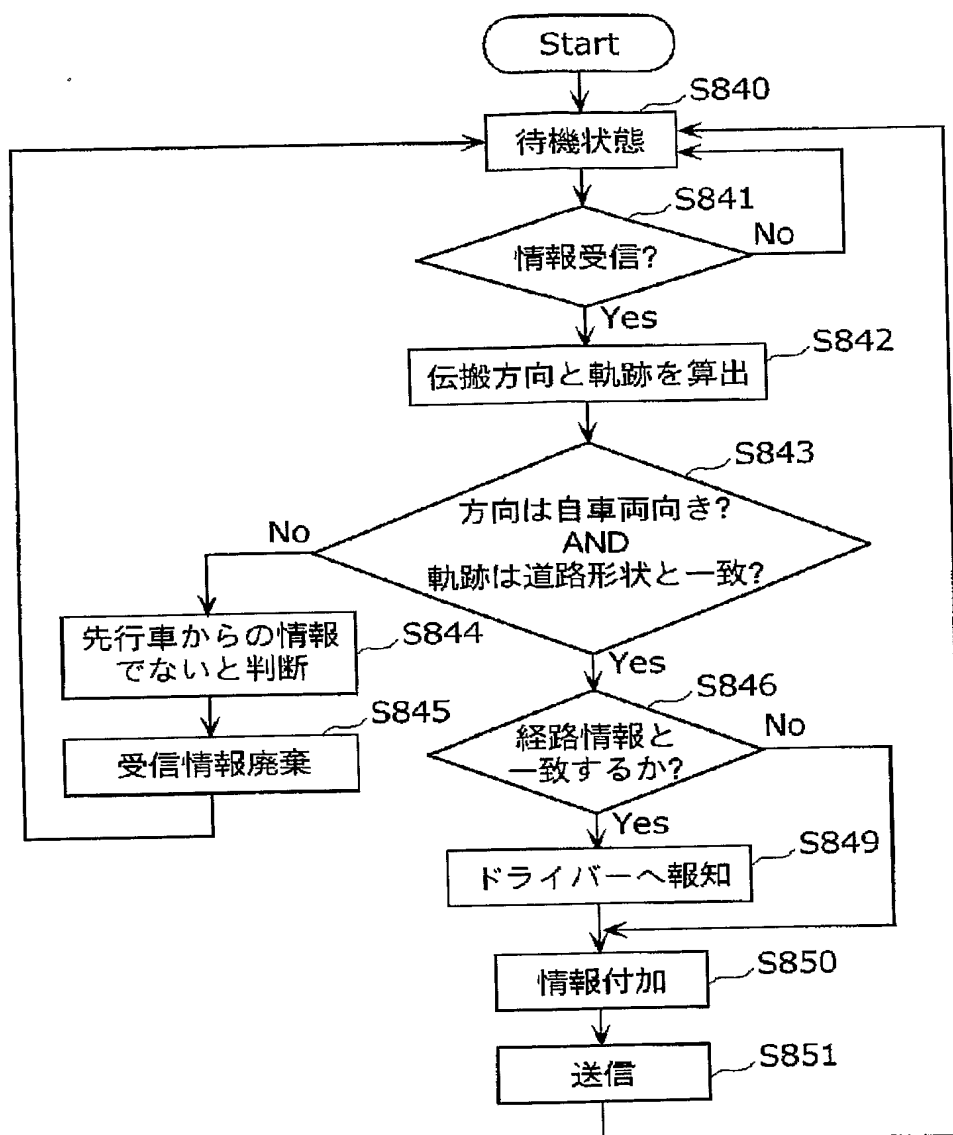 Start
S840
待機状態
S841
情報受信?
No
Yes
S842
伝搬方向と軌跡を算出
S843
方向は自車両向き?
AND
軌跡は道路形状と一致?
No
Yes
S844
先行車からの情報
でないと判断
S845
受信情報廃棄
S846
経路情報と
一致するか?
No
Yes
S849
ドライバーへ報知
S850
情報付加
S851
送信